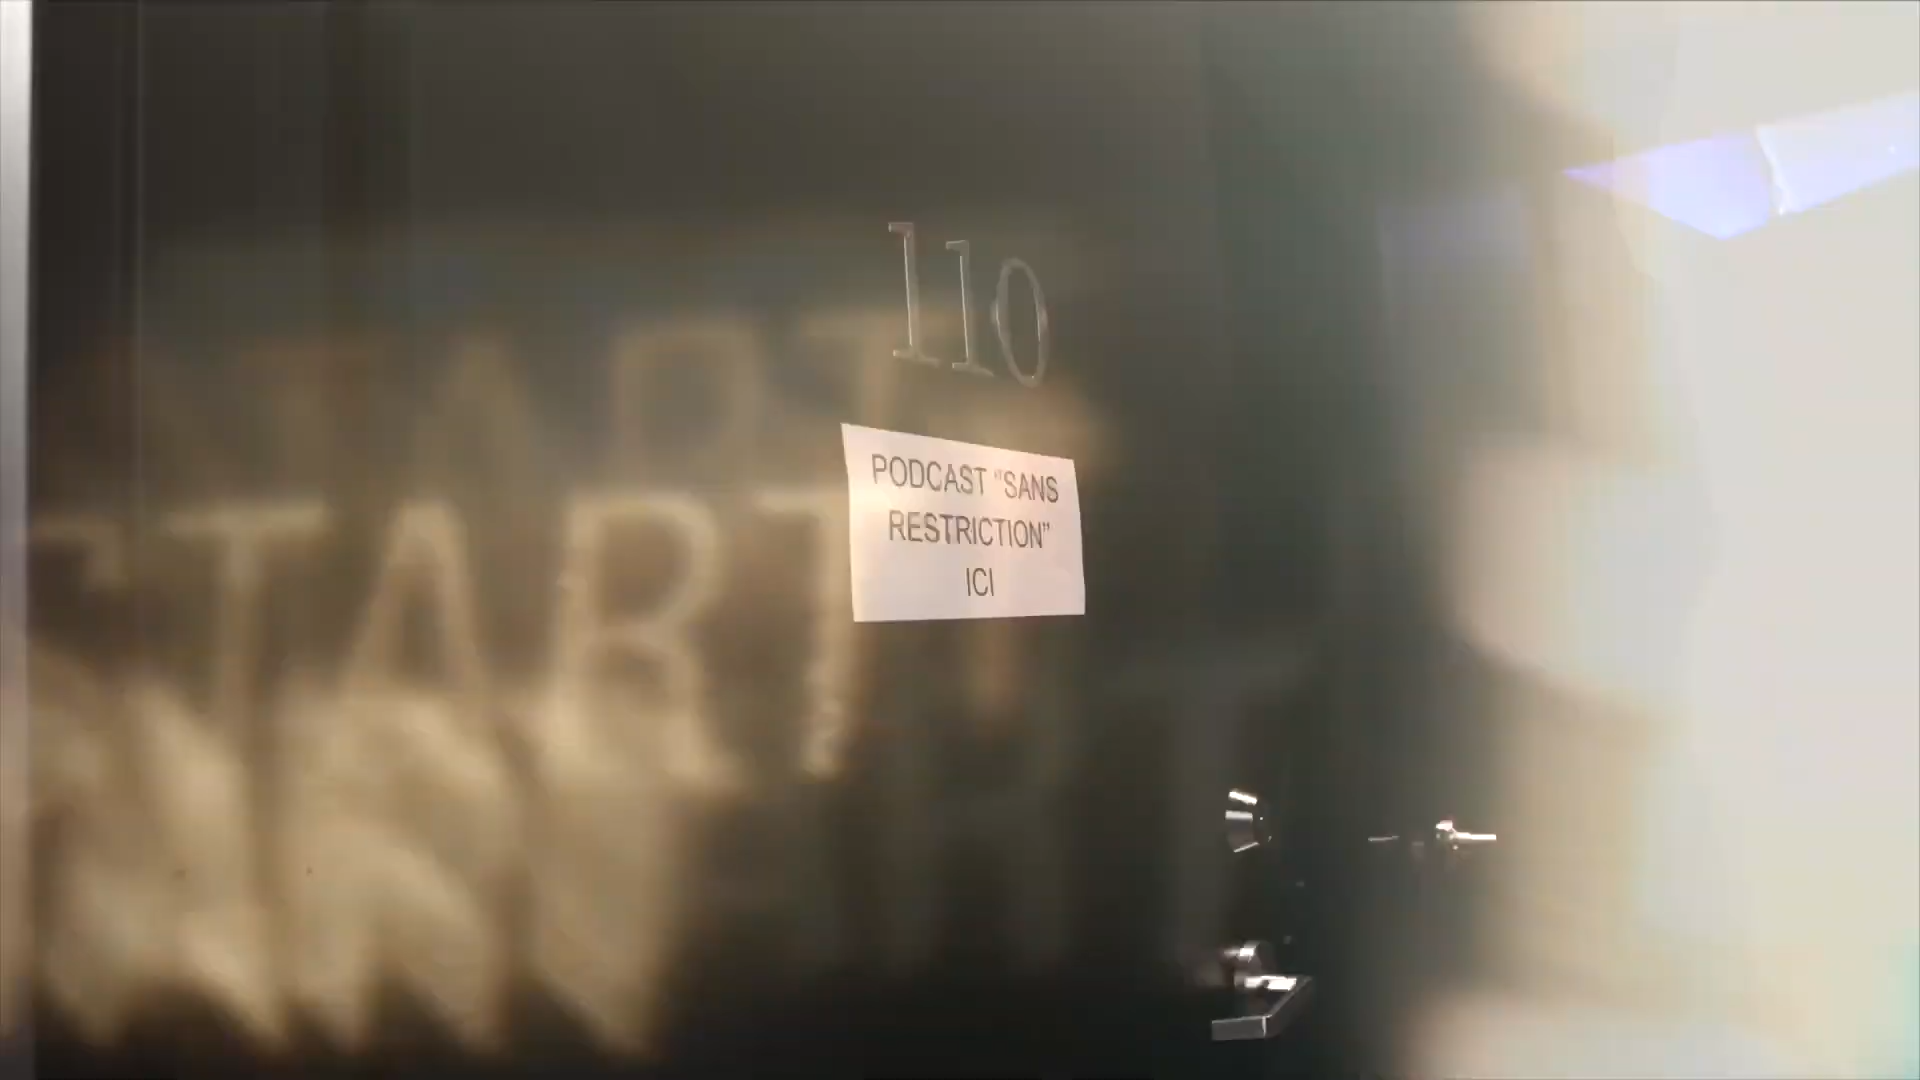 110
PODCAST “SANS
RESTRICTION”
ICI
START